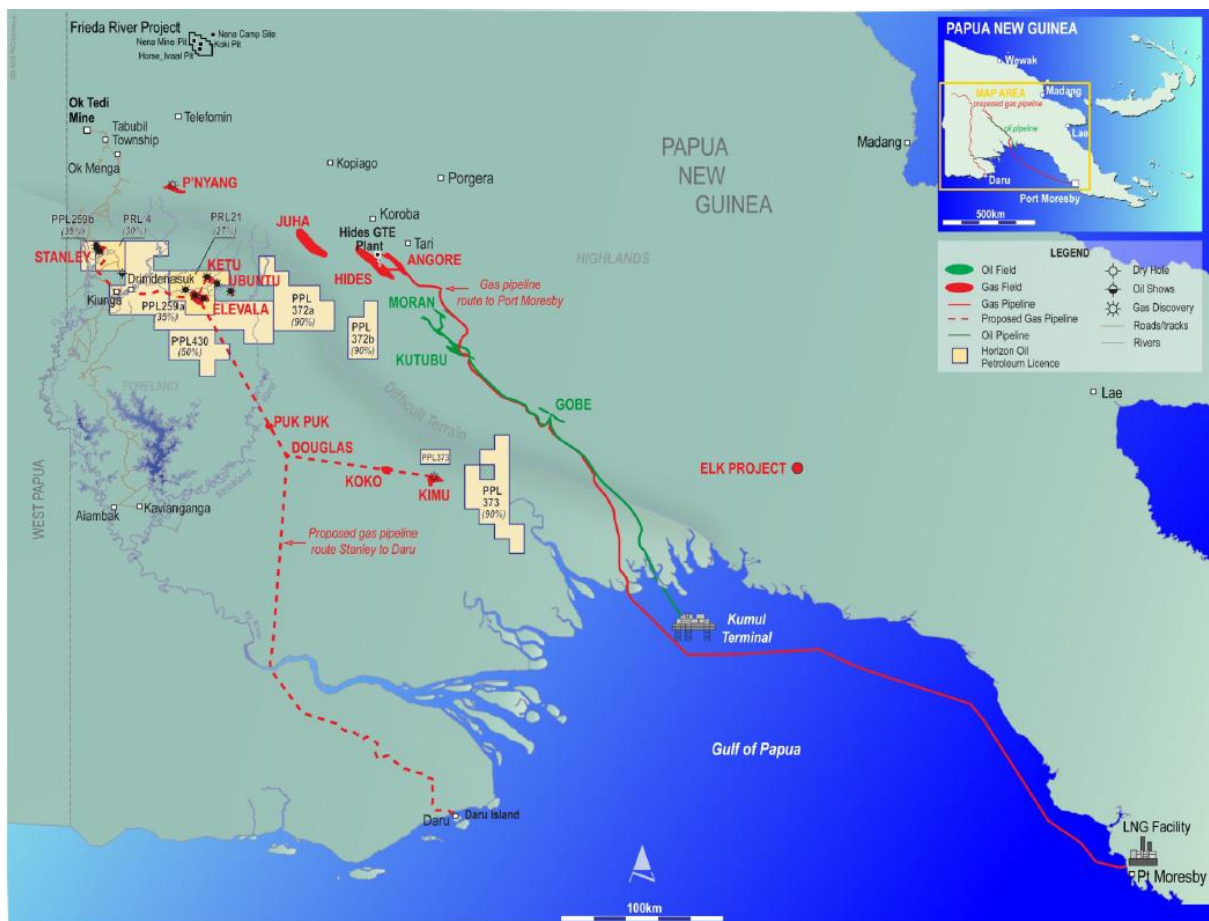 Frieda River Project
Nena Mine Pit
Nena Camp Site
Koki Pit
Horse_Ivaal Pit
Ok Tedi
Mine
Tabubil
Township
Telefomin
Ok Menga
Kopiago
Porgera
P'NYANG
Koroba
Hides GTE
Plant
Tari
JUHA
HIDES
ANGORE
HIGHLANDS
PAPUA
NEW
GUINEA
Madang
PPL259b
(35%)
PRL 4
(30%)
PRL21
(27%)
STANLEY
KETU
UBUNTU
Drimdenasuk
Kiunga
ELEVALA
PPL259a
35%
PPL
372a
(90%)
PPL
372b
(90%)
PPL430
(50%)
Gas pipeline
route to Port Moresby
MORAN
KUTUBU
GOBE
Difficult Terrain
FORELAND
PUK PUK
DOUGLAS
KOKO
KIMU
PPL373
PPL
373
(90%)
ELK PROJECT
Lae
WEST PAPUA
Strickland
Aiambak
Kavianganga
Proposed gas pipeline
route Stanley to Daru
Kumul
Terminal
Gulf of Papua
Daru
Daru Island
LNG Facility
Pt Moresby
100km
PAPUA NEW GUINEA
Wewak
MAP AREA
Madang
proposed gas pipeline
oil pipeline
Lae
Daru
Port Moresby
500km
LEGEND
Oil Field
Gas Field
Gas Pipeline
Proposed Gas Pipeline
Oil Pipeline
Horizon Oil
Petroleum Licence
Dry Hole
Oil Shows
Gas Discovery
Roads/tracks
Rivers